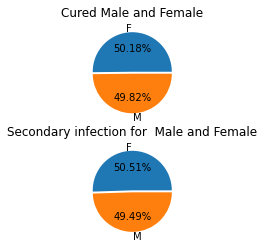 Cured Male and Female
F
50.18%
49.82%
M
Secondary infection for  Male and Female
F
50.51%
49.49%
M